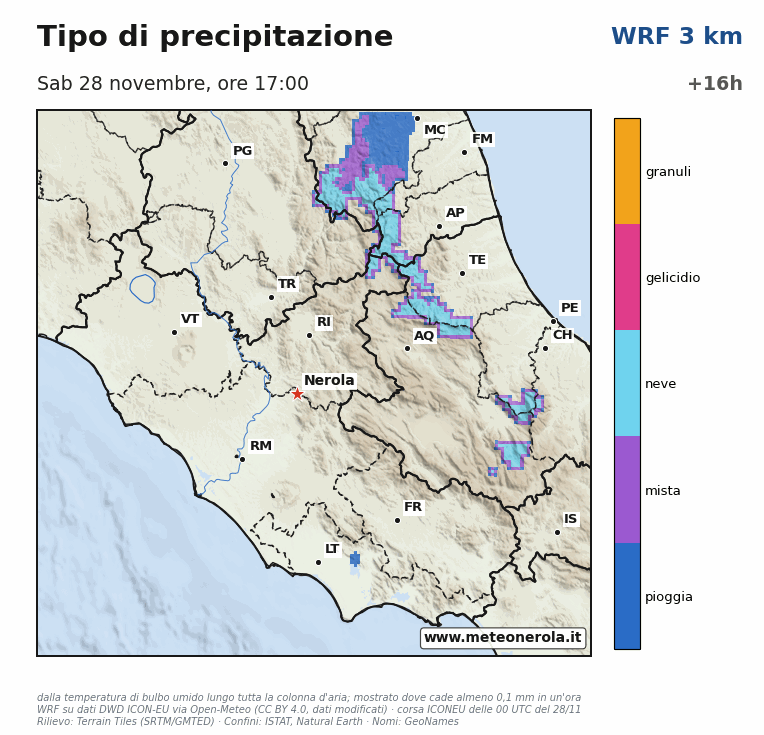 Tipo di precipitazione
WRF 3 km
Sab 28 novembre, ore 17:00
+16h
MC
FM
PG
AP
TE
TR
PE
VT
RI
AQ
CH
Nerola
RM
FR
IS
LT
www.meteonerola.it
granuli
gelicidio
neve
mista
pioggia
dalla temperatura di bulbo umido lungo tutta la colonna d'aria; mostrato dove cade almeno 0,1 mm in un'ora
WRF su dati DWD ICON-EU via Open-Meteo (CC BY 4.0, dati modificati) · corsa ICONEU delle 00 UTC del 28/11
Rilievo: Terrain Tiles (SRTM/GMTED) · Confini: ISTAT, Natural Earth · Nomi: GeoNames